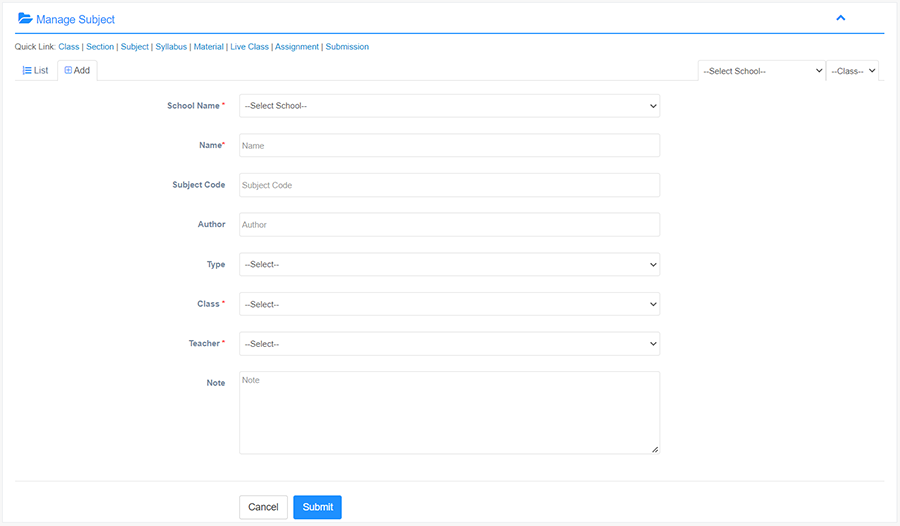 Manage Subject
Quick Link: Class | Section | Subject | Syllabus | Material | Live Class | Assignment | Submission
List Add --Select School-- --Class--
School Name * --Select School--
Name* Name
Subject Code Subject Code
Author Author
Type --Select--
Class * --Select--
Teacher * --Select--
Note Note
Cancel Submit